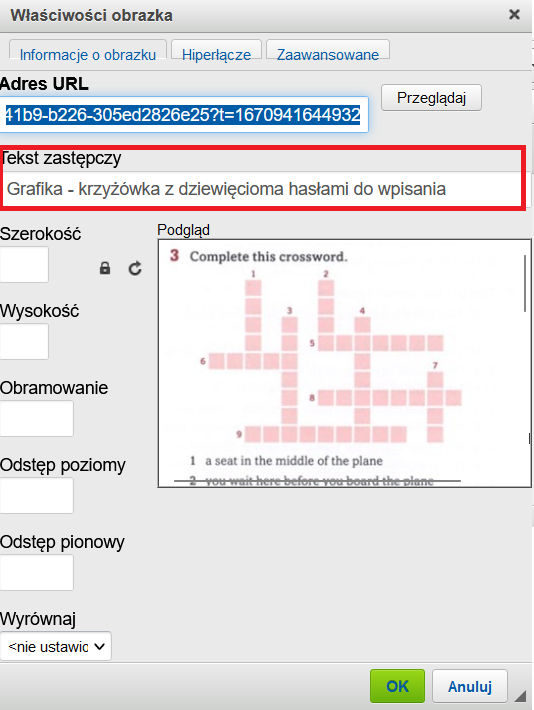 Właściwości obrazka
Informacje o obrazku Hiperłącze Zaawansowane
Adres URL
41b9-b226-305ed2826e25?t=1670941644932 Przeglądaj
Tekst zastępczy
Grafika - krzyżówka z dziewięcioma hasłami do wpisania
Szerokość
Podgląd
3 Complete this crossword.
1 2
3 4
5
6
7
8
9
1 a seat in the middle of the plane
2 you wait here before you board the plane
Wysokość
Obramowanie
Odstęp poziomy
Odstęp pionowy
Wyrównaj
<nie ustawic
OK Anuluj